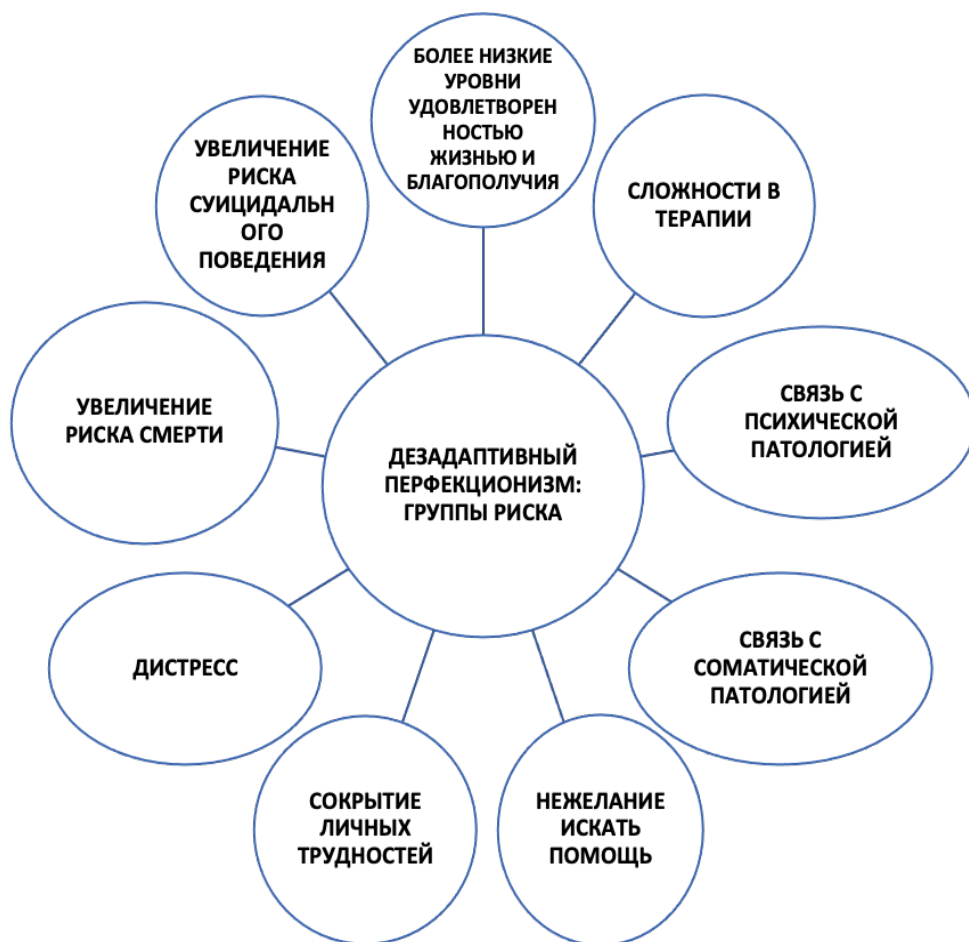 БОЛЕЕ НИЗКИЕ
УРОВНИ
УДОВЛЕТВОРЕН
НОСТЬЮ
ЖИЗНЬЮ И
БЛАГОПОЛУЧИЯ
СЛОЖНОСТИ В
ТЕРАПИИ
СВЯЗЬ С
ПСИХИЧЕСКОЙ
ПАТОЛОГИЕЙ
СВЯЗЬ С
СОМАТИЧЕСКОЙ
ПАТОЛОГИЕЙ
НЕЖЕЛАНИЕ
ИСКАТЬ
ПОМОЩЬ
СОКРЫТИЕ
ЛИЧНЫХ
ТРУДНОСТЕЙ
ДИСТРЕСС
УВЕЛИЧЕНИЕ
РИСКА СМЕРТИ
УВЕЛИЧЕНИЕ
РИСКА
СУИЦИДАЛЬН
ОГО
ПОВЕДЕНИЯ
ДЕЗАДАПТИВНЫЙ
ПЕРФЕКЦИОНИЗМ:
ГРУППЫ РИСКА